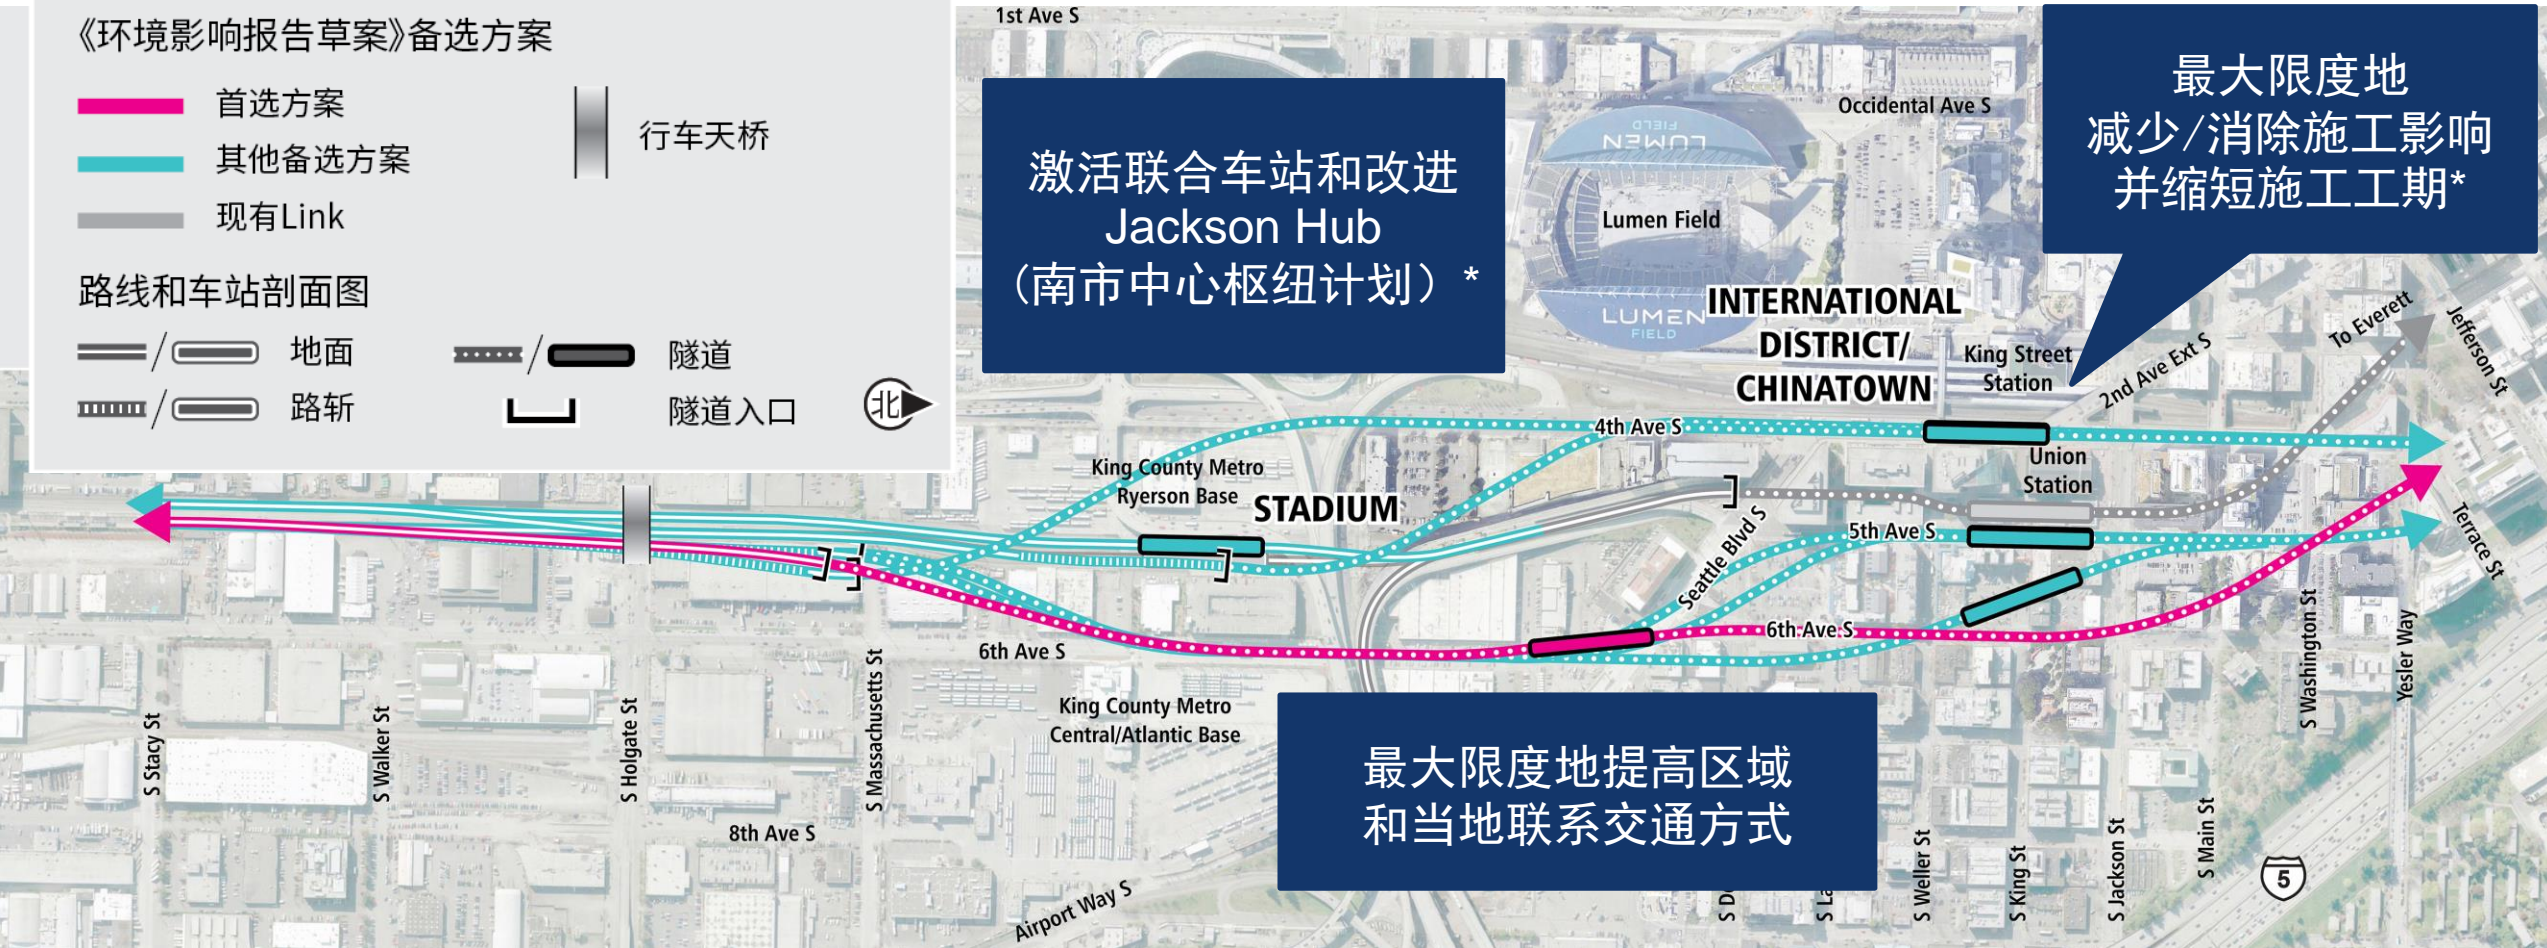 《环境影响报告草案》备选方案
首选方案
其他备选方案
现有Link
行车天桥
路线和车站剖面图
地面
隧道
路斩
隧道入口
北
1st Ave S
激活联合车站和改进
Jackson Hub
（南市中心枢纽计划）*
最大限度地
减少/消除施工影响
并缩短施工工期*
Occidental Ave S
LUMEN
FIELD
Lumen Field
LUMEN
FIELD
INTERNATIONAL
DISTRICT/
CHINATOWN
King Street
Station
2nd Ave Ext S
To Everett
Jefferson St
4th Ave S
King County Metro
Ryerson Base
STADIUM
Union
Station
Seattle Blvd S
5th Ave S
Terrace St
6th Ave S
6th Ave S
King County Metro
Central/Atlantic Base
最大限度地提高区域
和当地联系交通方式
S Stacy St
S Walker St
S Holgate St
S Massachusetts St
8th Ave S
Airport Way S
S Weller St
S King St
S Jackson St
S Main St
S Washington St
Yesler Way
5